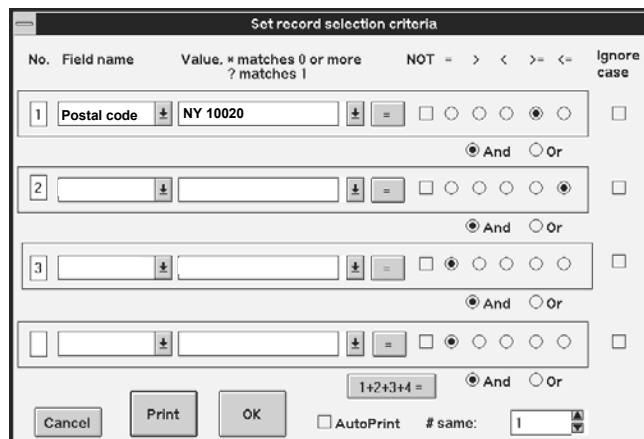 Set record selection criteria
No. Field name Value, * matches 0 or more NOT = > < >= <= Ignore
? matches 1 case
1 Postal code NY 10020 =
And Or
2 =
And Or
3 =
And Or
=
1+2+3+4 = And Or
Cancel Print OK AutoPrint # same: 1